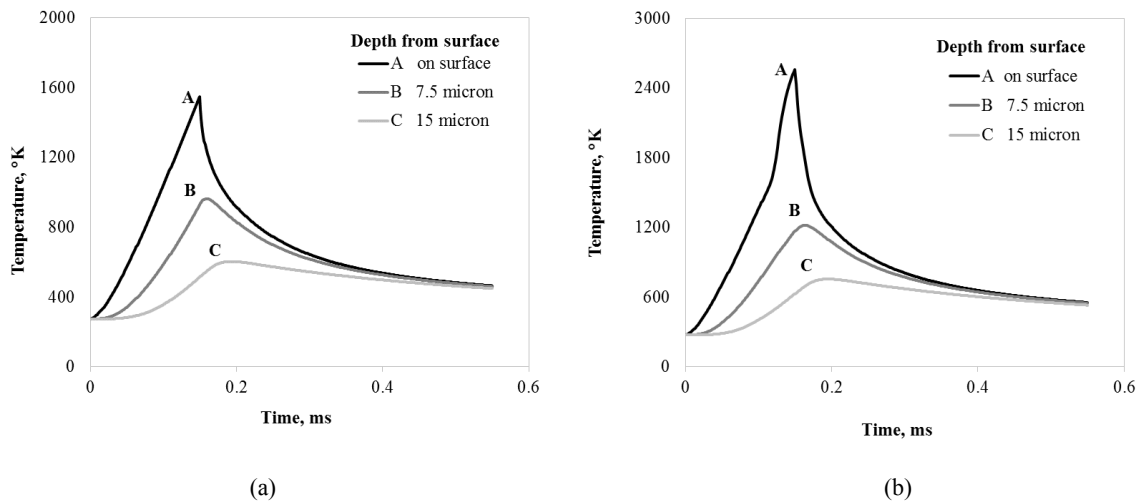 2000
1600
1200
800
400
0
0
0.2
0.4
0.6
Temperature, °K
Time, ms
Depth from surface
A on surface
B 7.5 micron
C 15 micron
A
B
C
(a)
3000
2400
1800
1200
600
0
0
0.2
0.4
0.6
Temperature, °K
Time, ms
Depth from surface
A on surface
B 7.5 micron
C 15 micron
A
B
C
(b)